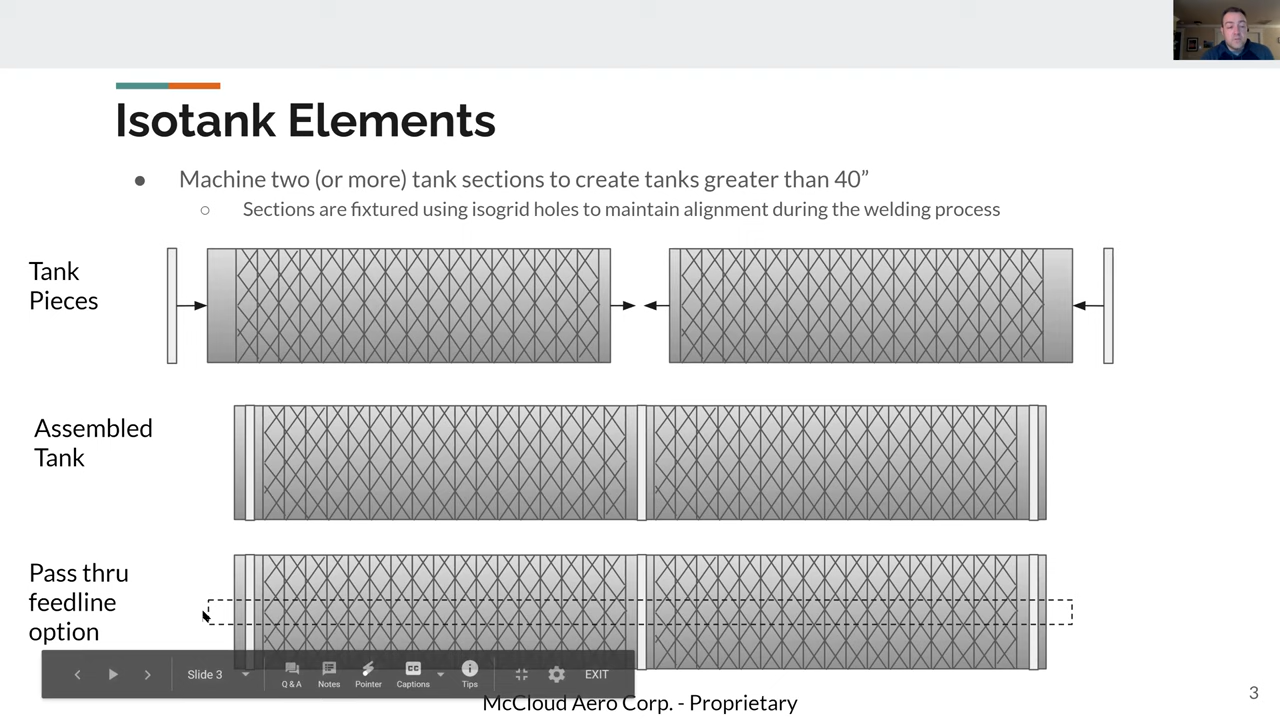 Isotank Elements
● Machine two (or more) tank sections to create tanks greater than 40”
○ Sections are fixtured using isogrid holes to maintain alignment during the welding process
Tank
Pieces
Assembled
Tank
Pass thru
feedline
option
Slide 3
Q & A
Notes
Pointer
CC
Captions
Tips
EXIT
McCloud Aero Corp. - Proprietary
3